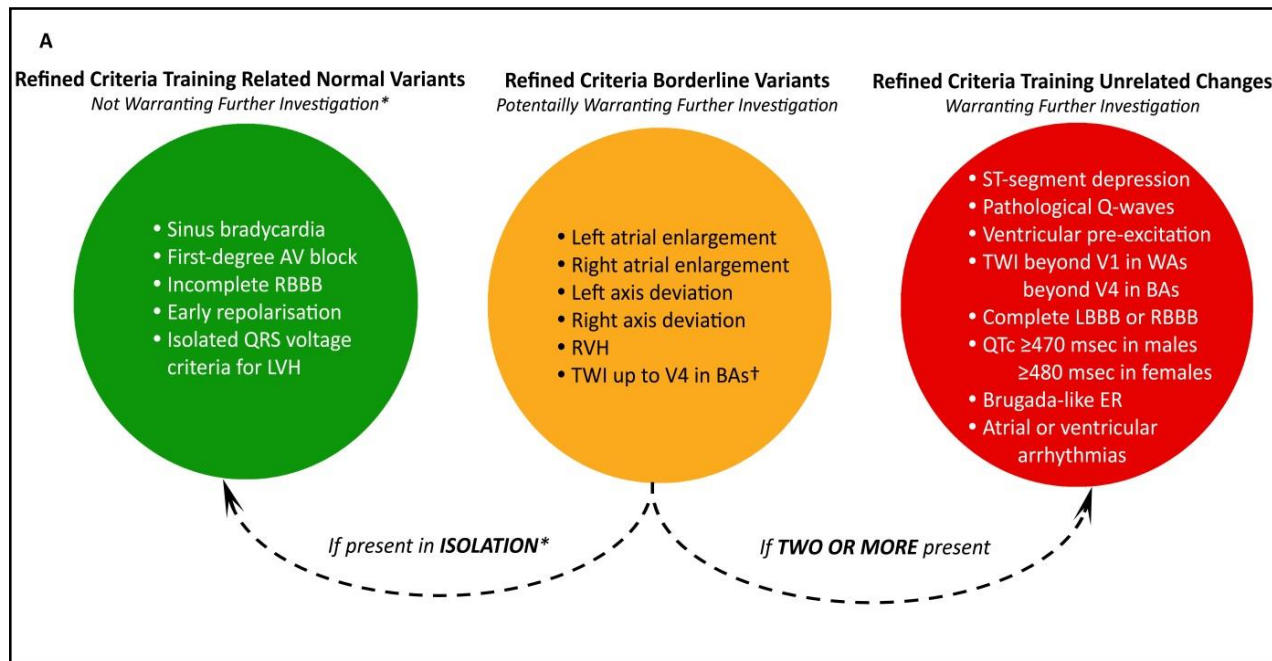 A
Refined Criteria Training Related Normal Variants
Not Warranting Further Investigation*
• Sinus bradycardia
• First-degree AV block
• Incomplete RBBB
• Early repolarisation
• Isolated QRS voltage
criteria for LVH
Refined Criteria Borderline Variants
Potentailly Warranting Further Investigation
• Left atrial enlargement
• Right atrial enlargement
• Left axis deviation
• Right axis deviation
• RVH
• TWI up to V4 in BAs†
Refined Criteria Training Unrelated Changes
Warranting Further Investigation
• ST-segment depression
• Pathological Q-waves
• Ventricular pre-excitation
• TWI beyond V1 in WAs
beyond V4 in BAs
• Complete LBBB or RBBB
• QTc ≥470 msec in males
≥480 msec in females
• Brugada-like ER
• Atrial or ventricular
arrhythmias
If present in ISOLATION*
If TWO OR MORE present